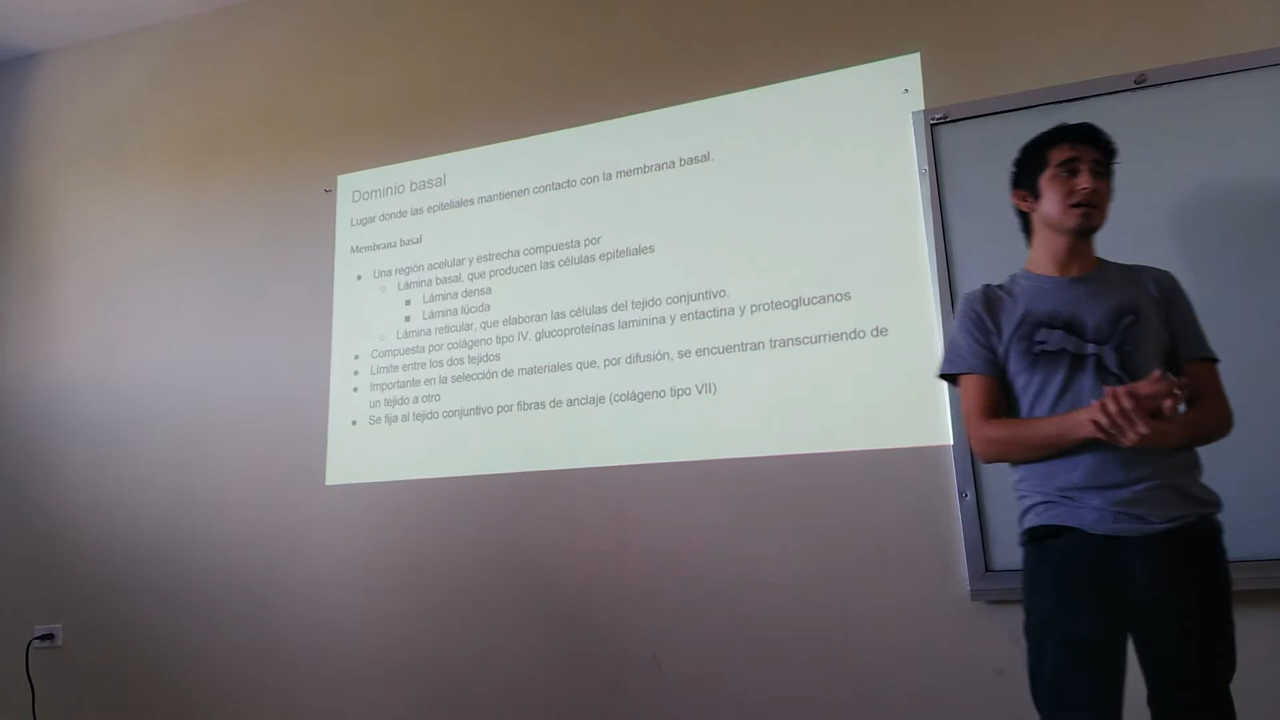 Dominio basal
Lugar donde las epiteliales mantienen contacto con la membrana basal.
Membrana basal
● Una región acelular y estrecha compuesta por
○ Lámina basal, que producen las células epiteliales
■ Lámina densa
■ Lámina lúcida
○ Lámina reticular, que elaboran las células del tejido conjuntivo.
● Compuesta por colágeno tipo IV, glucoproteínas laminina y entactina y proteoglucanos
● Límite entre los dos tejidos
● Importante en la selección de materiales que, por difusión, se encuentran transcurriendo de
un tejido a otro
● Se fija al tejido conjuntivo por fibras de anclaje (colágeno tipo VII)